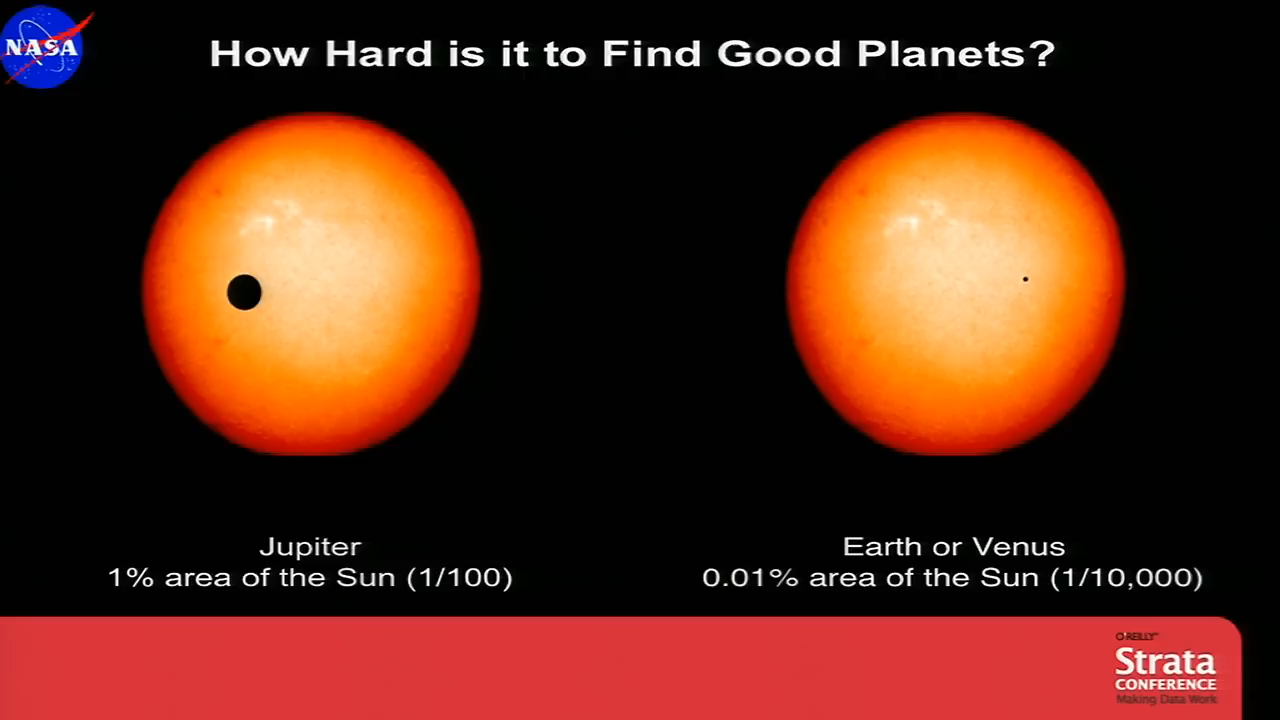 NASA
How Hard is it to Find Good Planets?
Jupiter
1% area of the Sun (1/100)
Earth or Venus
0.01% area of the Sun (1/10,000)
O'REILLY
Strata
CONFERENCE
Making Data Work